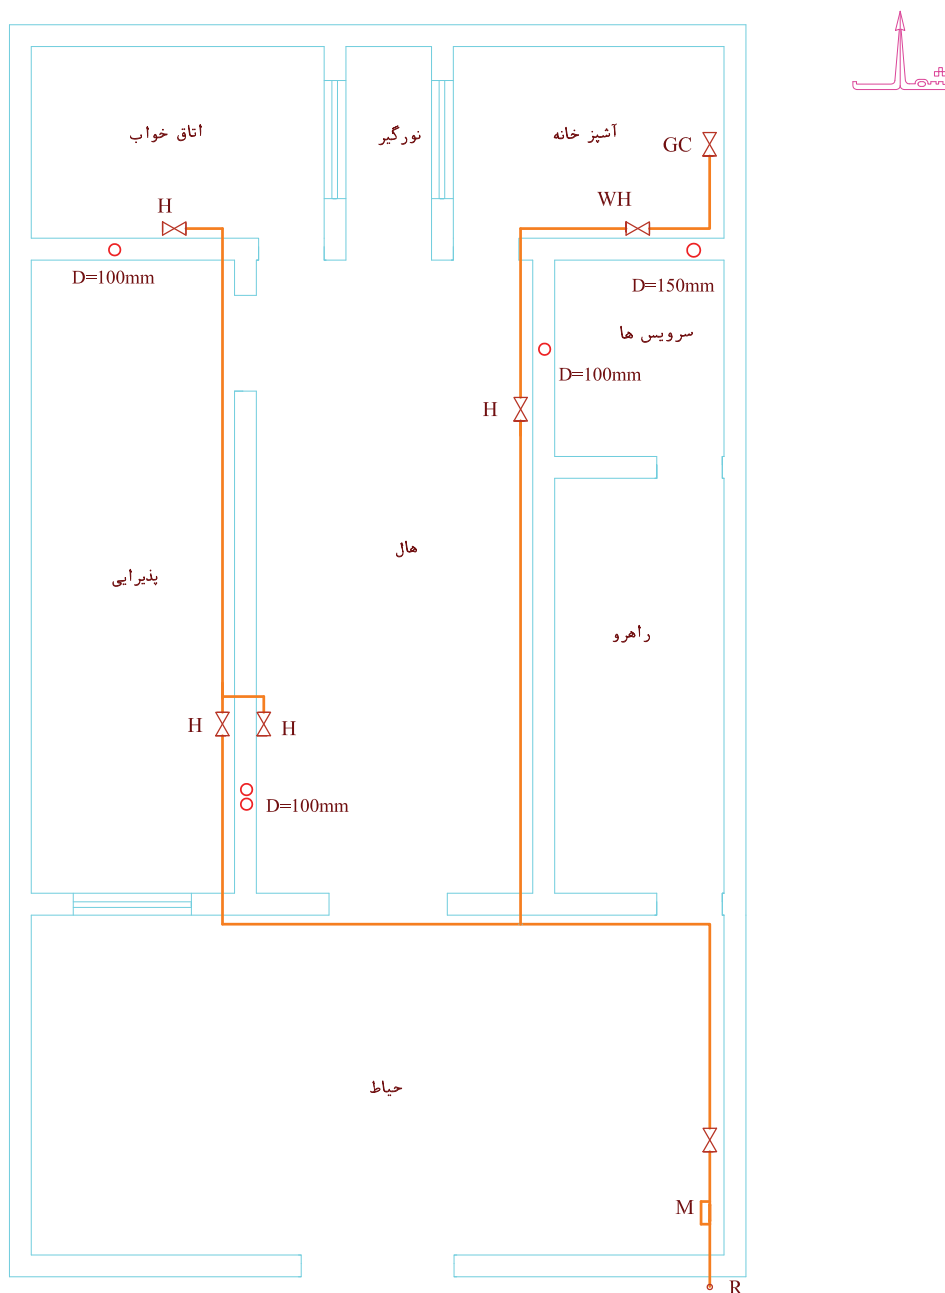 اتاق خواب
نورگیر
آشپز خانه
GC
WH
H
D=100mm
D=150mm
سرویس ها
D=100mm
H
هال
پذیرایی
راهرو
H
H
D=100mm
حیاط
M
R